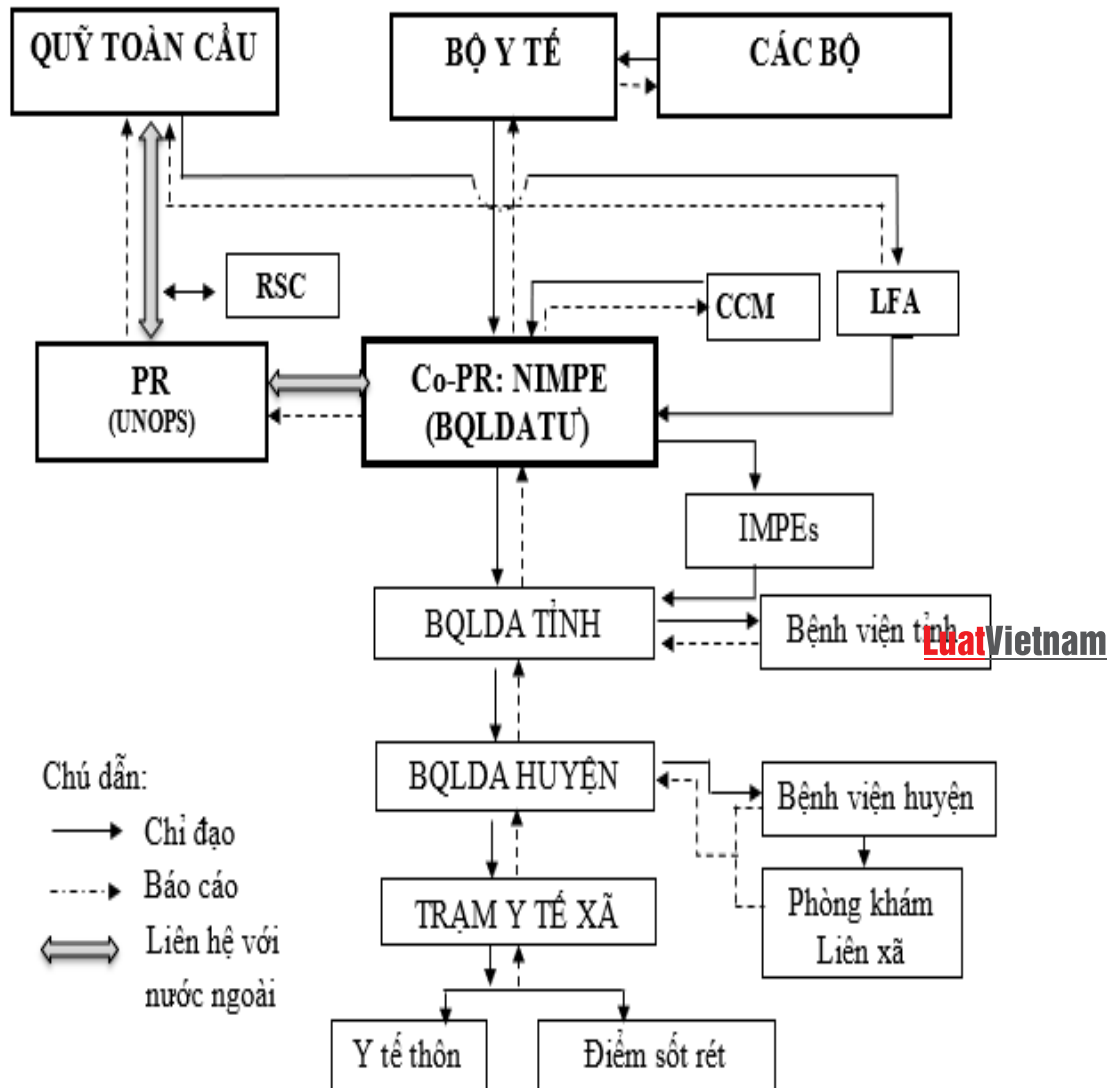 QUỸ TOÀN CẦU
BỘ Y TẾ
CÁC BỘ
RSC
CCM
LFA
PR
(UNOPS)
Co-PR: NIMPE
(BQLDATƯ)
IMPEs
BQLDA TỈNH
Bệnh viện tỉnh
LuatVietnam
BQLDA HUYỆN
Bệnh viện huyện
TRẠM Y TẾ XÃ
Phòng khám
Liên xã
Y tế thôn
Điểm sốt rét
Chú dẫn:
Chỉ đạo
Báo cáo
Liên hệ với
nước ngoài